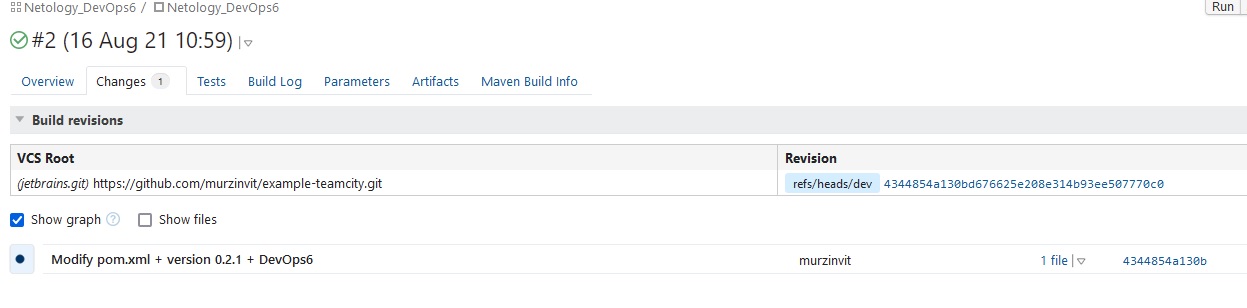 Netology_DevOps6 / Netology_DevOps6 Run
#2 (16 Aug 21 10:59) |
Overview Changes 1 Tests Build Log Parameters Artifacts Maven Build Info
Build revisions
VCS Root Revision
(jetbrains.git) https://github.com/murzinvit/example-teamcity.git refs/heads/dev 4344854a130bd676625e208e314b93ee507770c0
Show graph ? Show files
Modify pom.xml + version 0.2.1 + DevOps6 murzinvit 1 file | 4344854a130b